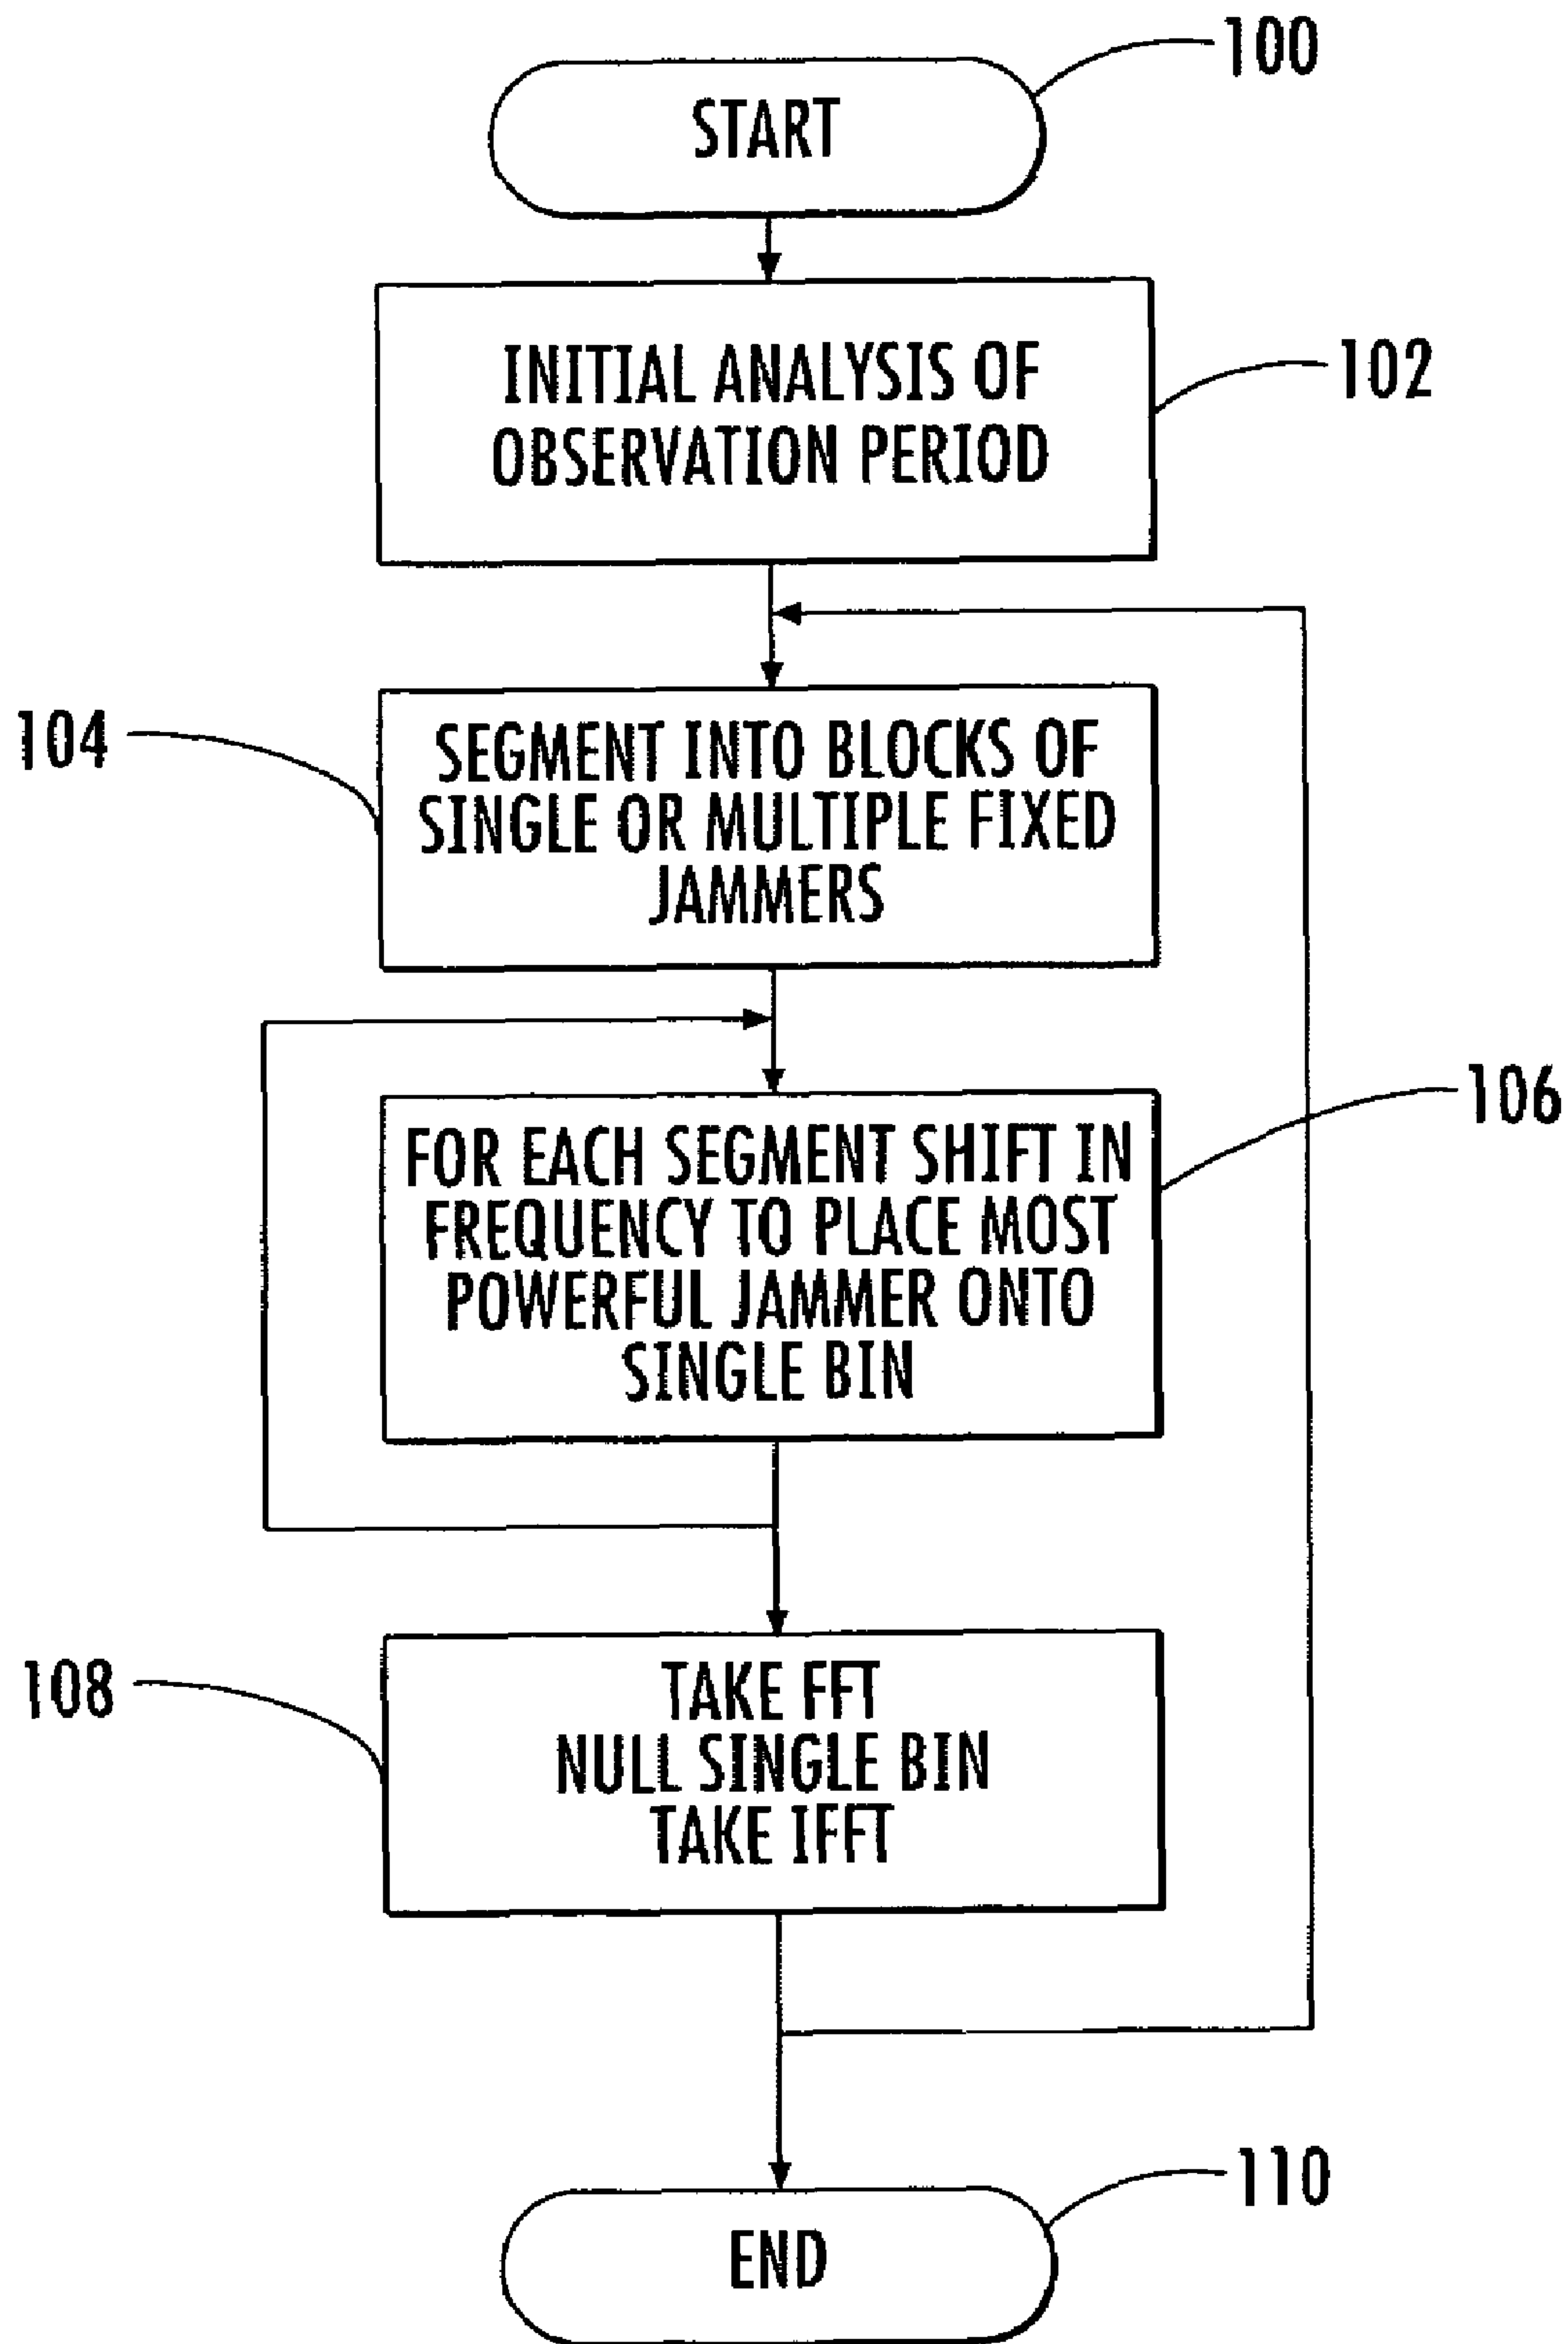 100
START
INITIAL ANALYSIS OF
OBSERVATION PERIOD
102
104
SEGMENT INTO BLOCKS OF
SINGLE OR MULTIPLE FIXED
JAMMERS
106
FOR EACH SEGMENT SHIFT IN
FREQUENCY TO PLACE MOST
POWERFUL JAMMER ONTO
SINGLE BIN
108
TAKE FFT
NULL SINGLE BIN
TAKE IFFT
110
END